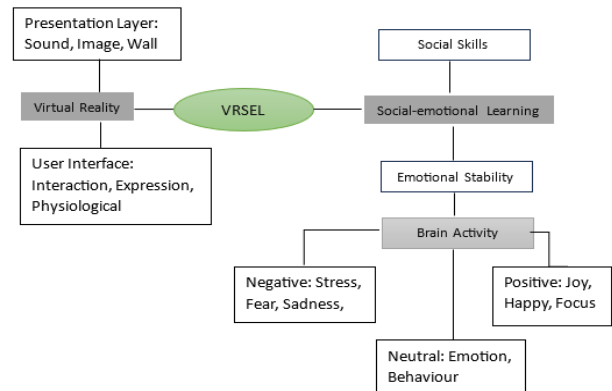 Presentation Layer:
Sound, Image, Wall
Social Skills
Virtual Reality
VRSEL
Social-emotional Learning
User Interface:
Interaction, Expression,
Physiological
Emotional Stability
Brain Activity
Negative: Stress,
Fear, Sadness,
Positive: Joy,
Happy, Focus
Neutral: Emotion,
Behaviour